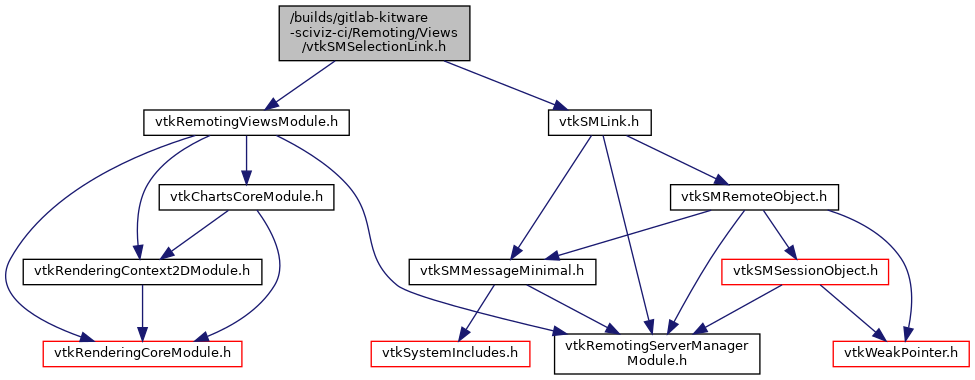 /builds/gitlab-kitware
-sciviz-ci/Remoting/Views
/vtkSMSelectionLink.h
vtkRemotingViewsModule.h
vtkSMLink.h
vtkChartsCoreModule.h
vtkSMRemoteObject.h
vtkRenderingContext2DModule.h
vtkSMMessageMinimal.h
vtkSMSessionObject.h
vtkRenderingCoreModule.h
vtkSystemIncludes.h
vtkRemotingServerManager
Module.h
vtkWeakPointer.h